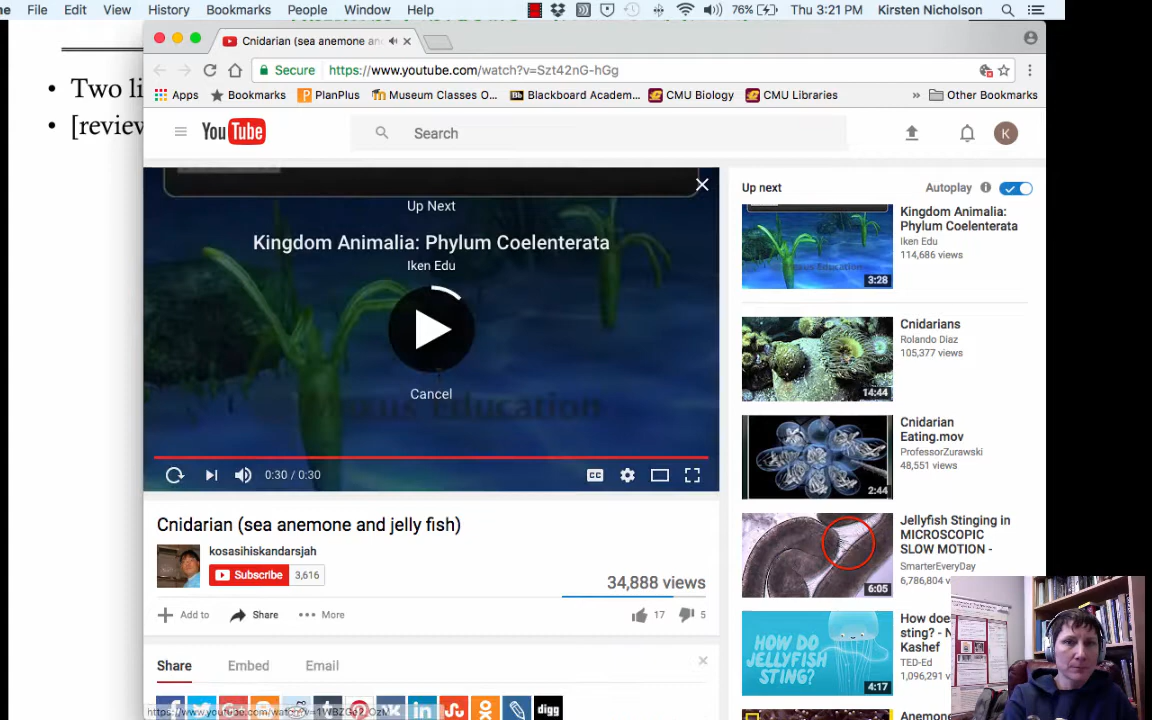 File Edit View History Bookmarks People Window Help 76% Thu 3:21 PM Kirsten Nicholson
Cnidarian (sea anemone an
Secure https://www.youtube.com/watch?v=Szt42nG-hGg
Apps Bookmarks PlanPlus Museum Classes O... Blackboard Academ... CMU Biology CMU Libraries » Other Bookmarks
• Two li
• [review
YouTube Search K
Up Next
Kingdom Animalia: Phylum Coelenterata
Iken Edu
Cancel
Education
0:30 / 0:30 CC
Cnidarian (sea anemone and jelly fish)
kosasihiskandarsjah
Subscribe 3,616
34,888 views
Add to Share More 17 5
Share Embed Email
digg
Up next Autoplay
Kingdom Animalia:
Phylum Coelenterata
Iken Edu
114,686 views
3:28
Cnidarians
Rolando Diaz
105,377 views
14:44
Cnidarian
Eating.mov
ProfessorZurawski
48,551 views
2:44
Jellyfish Stinging in
MICROSCOPIC
SLOW MOTION -
SmarterEveryDay
6,786,804 v
6:05
HOW DO
JELLYFISH
STING?
How doe
sting? - N
Kashef
TED-Ed
1,096,291 v
4:17
Anemone